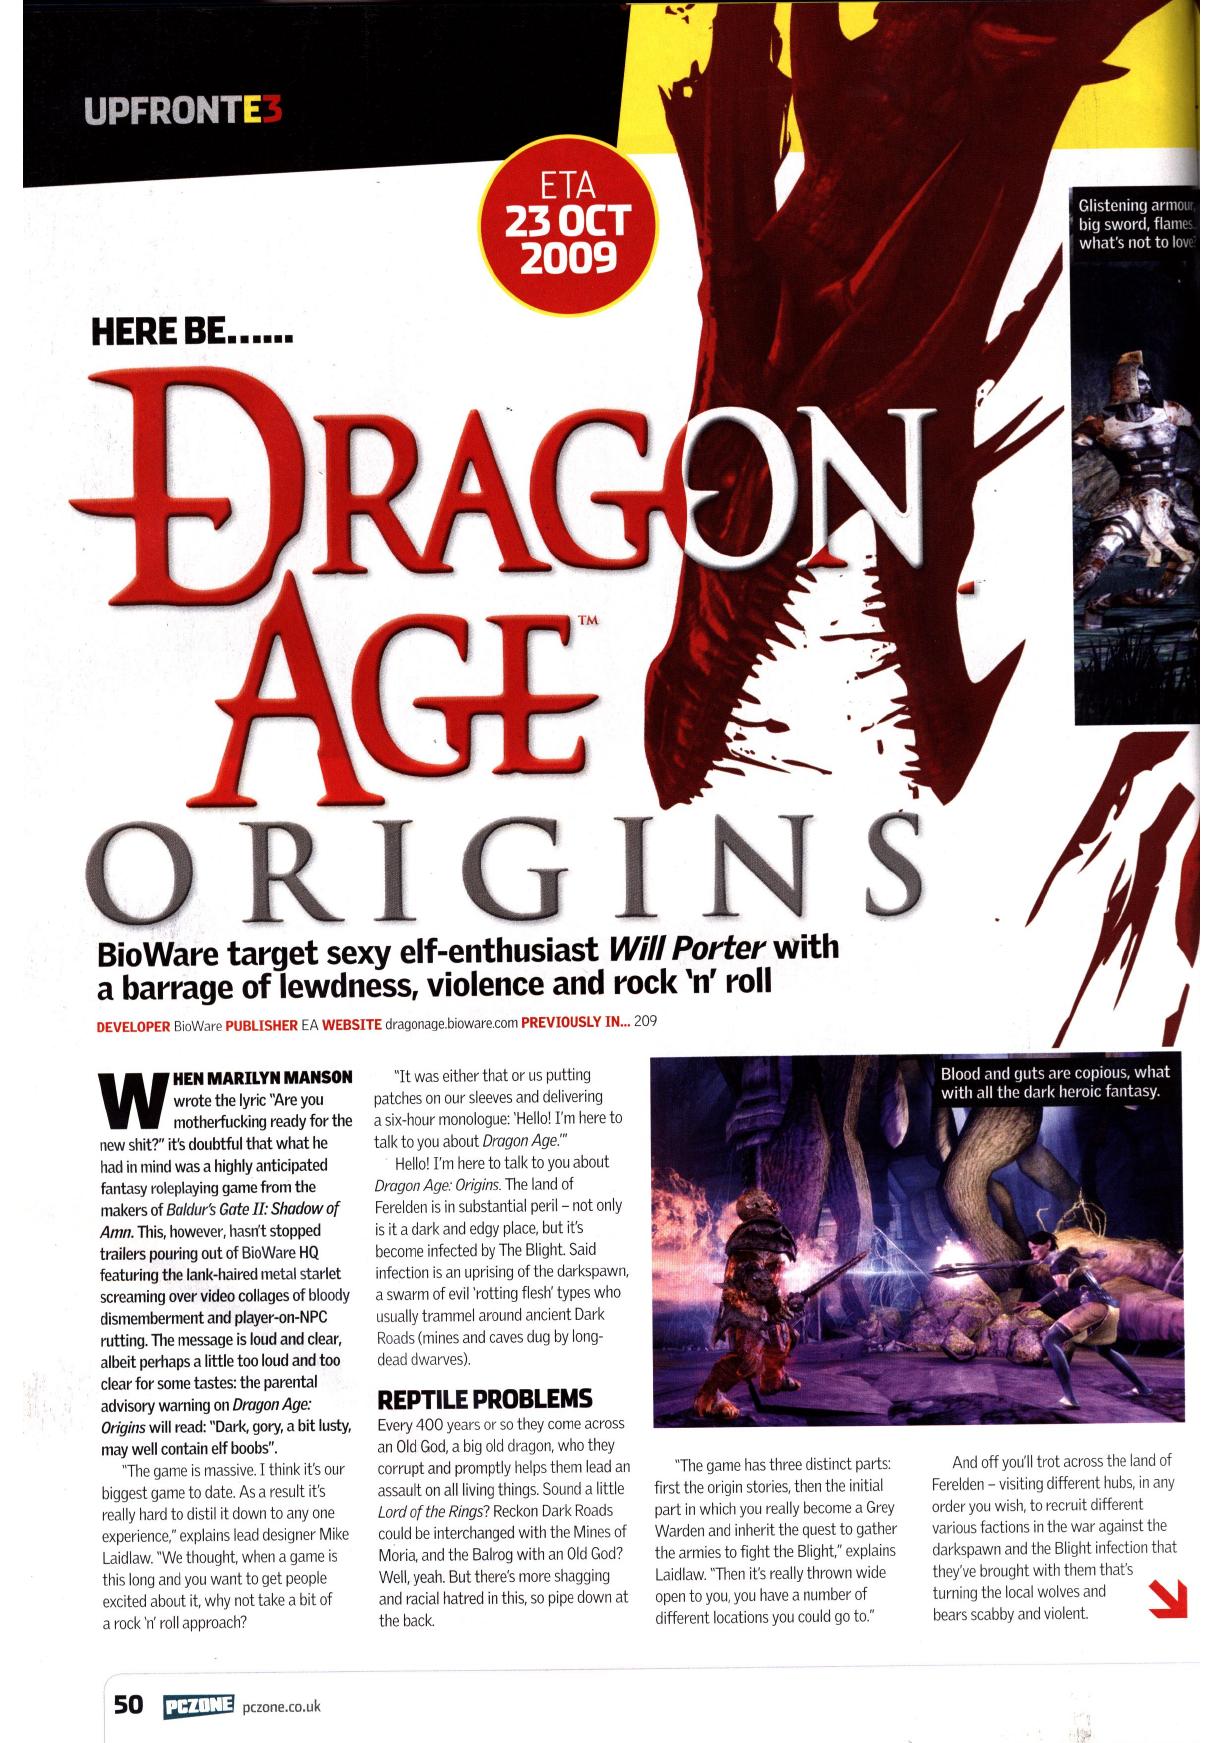 UPFRONTE3
ETA
23 OCT
2009
Glistening armour,
big sword, flames...
what's not to love?
HERE BE......
DRAGON
AGE™
ORIGINS
BioWare target sexy elf-enthusiast Will Porter with
a barrage of lewdness, violence and rock 'n' roll
DEVELOPER BioWare PUBLISHER EA WEBSITE dragonage.bioware.com PREVIOUSLY IN... 209
WHEN MARILYN MANSON
wrote the lyric "Are you
motherfucking ready for the
new shit?" it's doubtful that what he
had in mind was a highly anticipated
fantasy roleplaying game from the
makers of Baldur's Gate II: Shadow of
Amn. This, however, hasn't stopped
trailers pouring out of BioWare HQ
featuring the lank-haired metal starlet
screaming over video collages of bloody
dismemberment and player-on-NPC
rutting. The message is loud and clear,
albeit perhaps a little too loud and too
clear for some tastes: the parental
advisory warning on Dragon Age:
Origins will read: "Dark, gory, a bit lusty,
may well contain elf boobs".
"The game is massive. I think it's our
biggest game to date. As a result it's
really hard to distil it down to any one
experience," explains lead designer Mike
Laidlaw. "We thought, when a game is
this long and you want to get people
excited about it, why not take a bit of
a rock 'n' roll approach?
"It was either that or us putting
patches on our sleeves and delivering
a six-hour monologue: 'Hello! I'm here to
talk to you about Dragon Age.'"
Hello! I'm here to talk to you about
Dragon Age: Origins. The land of
Ferelden is in substantial peril – not only
is it a dark and edgy place, but it's
become infected by The Blight. Said
infection is an uprising of the darkspawn,
a swarm of evil 'rotting flesh' types who
usually trammel around ancient Dark
Roads (mines and caves dug by long-
dead dwarves).
REPTILE PROBLEMS
Every 400 years or so they come across
an Old God, a big old dragon, who they
corrupt and promptly helps them lead an
assault on all living things. Sound a little
Lord of the Rings? Reckon Dark Roads
could be interchanged with the Mines of
Moria, and the Balrog with an Old God?
Well, yeah. But there's more shagging
and racial hatred in this, so pipe down at
the back.
Blood and guts are copious, what
with all the dark heroic fantasy.
"The game has three distinct parts:
first the origin stories, then the initial
part in which you really become a Grey
Warden and inherit the quest to gather
the armies to fight the Blight," explains
Laidlaw. "Then it's really thrown wide
open to you, you have a number of
different locations you could go to."
And off you'll trot across the land of
Ferelden – visiting different hubs, in any
order you wish, to recruit different
various factions in the war against the
darkspawn and the Blight infection that
they've brought with them that's
turning the local wolves and
bears scabby and violent.
50 PCZONE pczone.co.uk